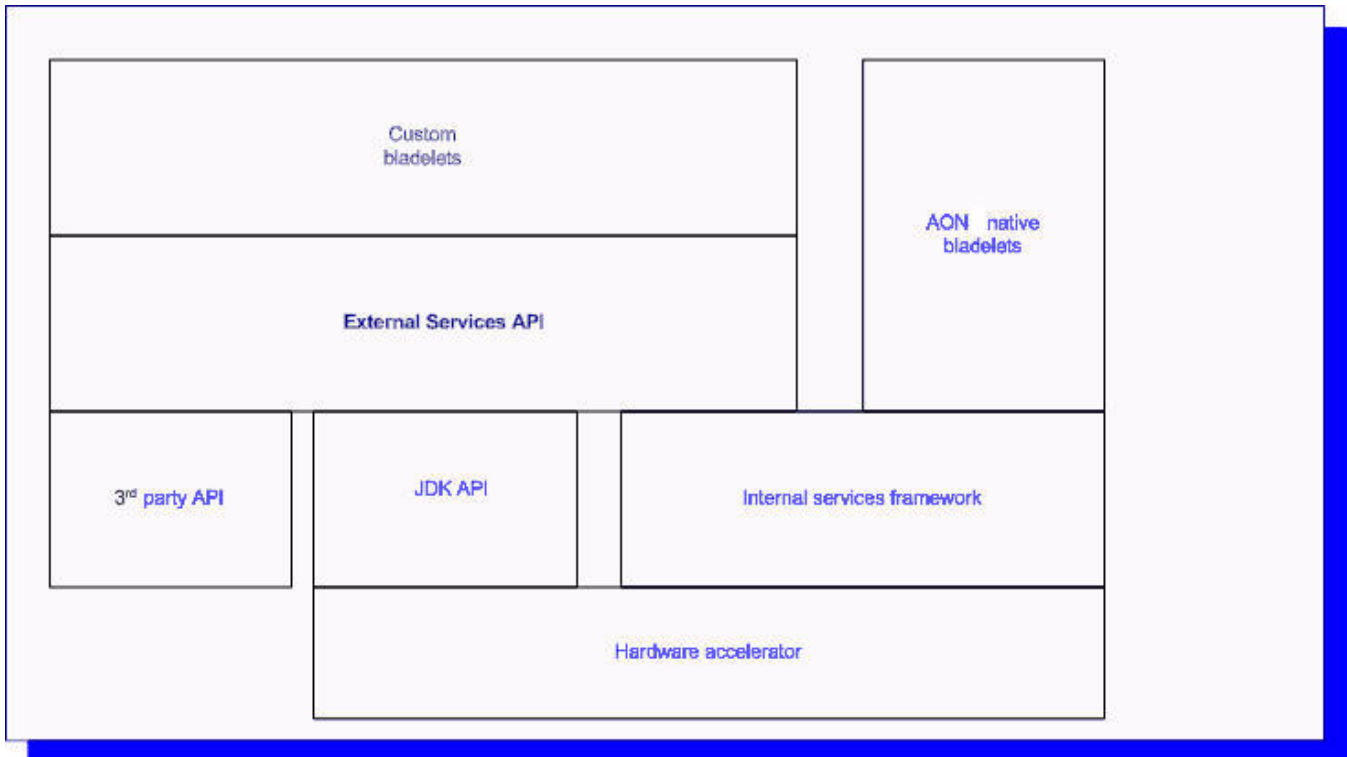 Custom
bladelets
AON native
bladelets
External Services API
3rd party API
JDK API
Internal services framework
Hardware accelerator